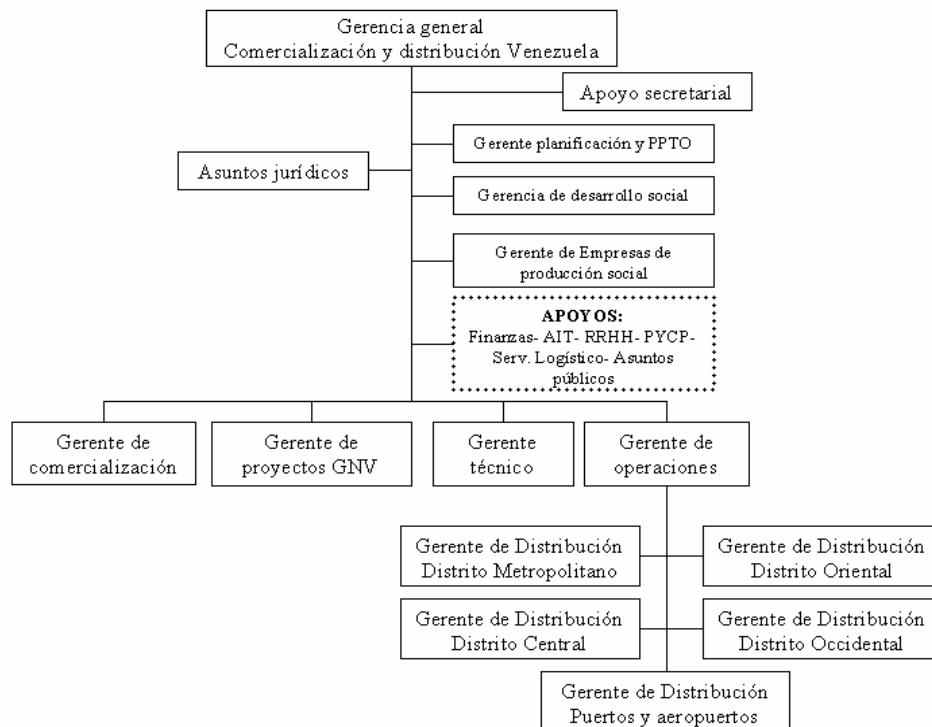 Gerencia general
Comercialización y distribución Venezuela
Apoyo secretarial
Gerente planificación y PPTO
Asuntos jurídicos
Gerencia de desarrollo social
Gerente de Empresas de
producción social
APOYOS:
Finanzas- AIT- RRHH- PYCP-
Serv. Logístico- Asuntos
públicos
Gerente de
comercialización
Gerente de
proyectos GNV
Gerente
técnico
Gerente de
operaciones
Gerente de Distribución
Distrito Metropolitano
Gerente de Distribución
Distrito Oriental
Gerente de Distribución
Distrito Central
Gerente de Distribución
Distrito Occidental
Gerente de Distribución
Puertos y aeropuertos